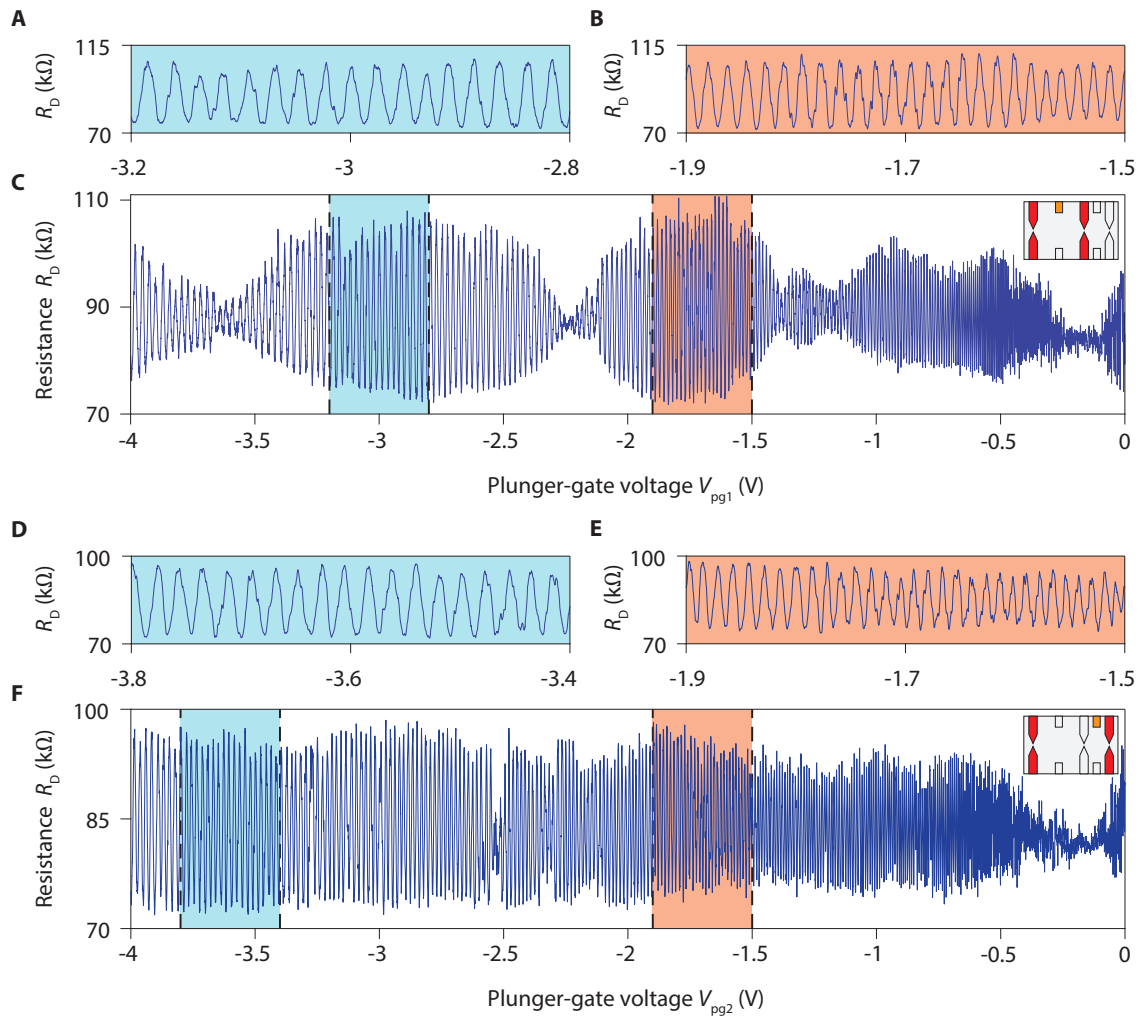 A
B
115
R_D (kΩ)
70
-3.2 -3 -2.8
115
R_D (kΩ)
70
-1.9 -1.7 -1.5
C
110
Resistance R_D (kΩ)
90
70
-4 -3.5 -3 -2.5 -2 -1.5 -1 -0.5 0
Plunger-gate voltage V_pg1 (V)
D
E
100
R_D (kΩ)
70
-3.8 -3.6 -3.4
100
R_D (kΩ)
70
-1.9 -1.7 -1.5
F
100
Resistance R_D (kΩ)
85
70
-4 -3.5 -3 -2.5 -2 -1.5 -1 -0.5 0
Plunger-gate voltage V_pg2 (V)